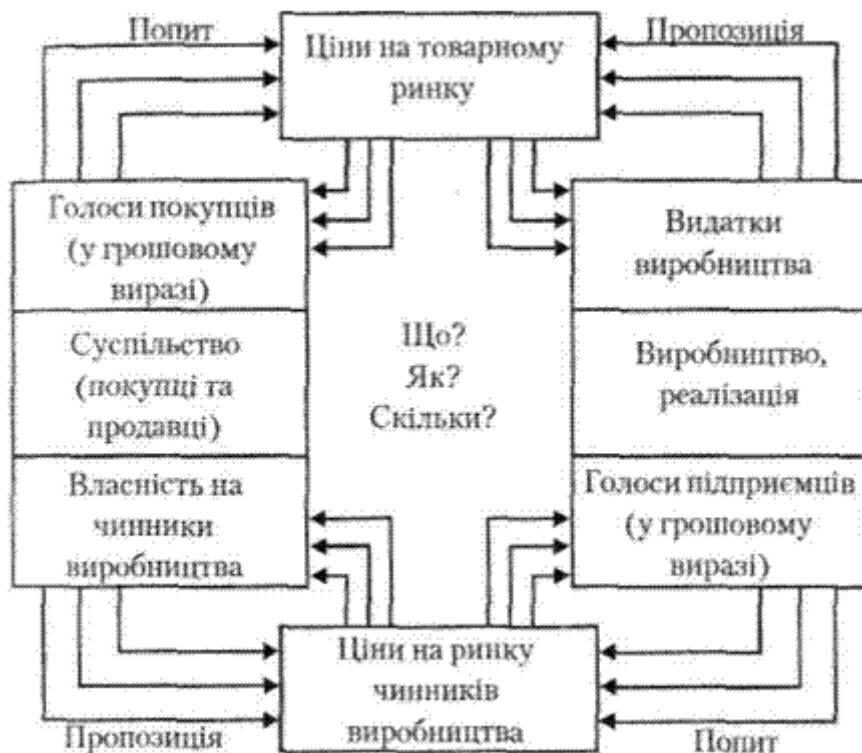 Попит
Ціни на товарному
ринку
Пропозиція
Голоси покупців
(у грошовому
виразі)
Видатки
виробництва
Суспільство
(покупці та
продавці)
Що?
Як?
Скільки?
Виробництво,
реалізація
Власність на
чинники
виробництва
Голоси підприємців
(у грошовому
виразі)
Ціни на ринку
чинників
виробництва
Пропозиція
Попит